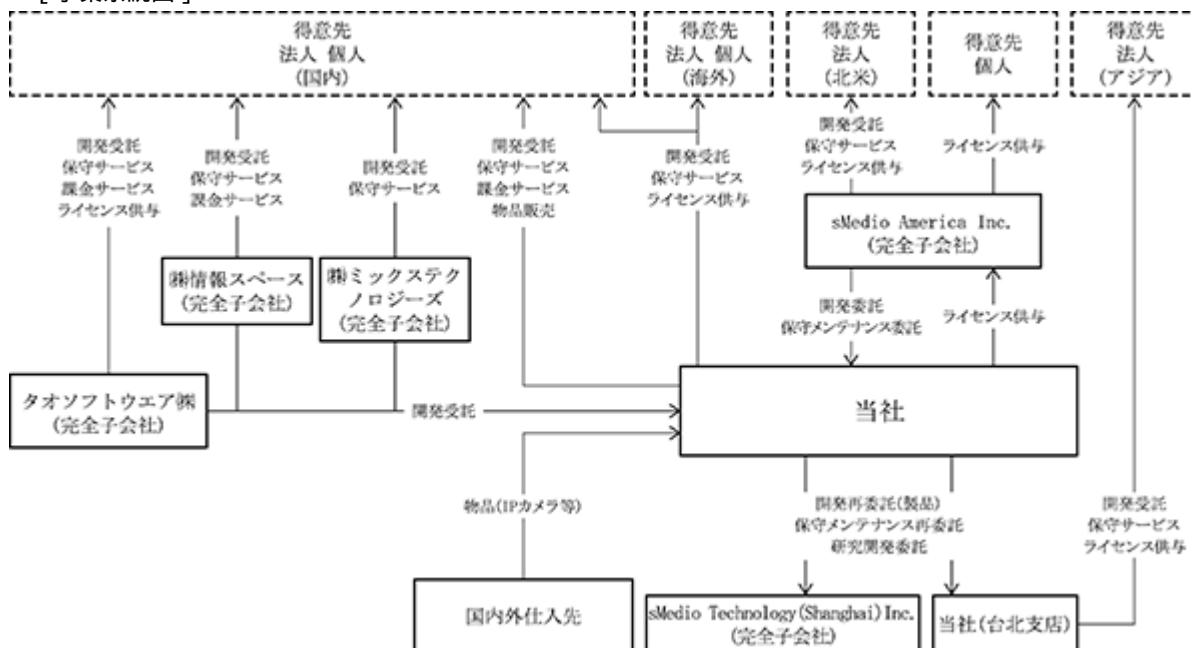 得意先
法人 個人
(国内)
得意先
法人 個人
(海外)
得意先
法人
(北米)
得意先
個人
得意先
法人
(アジア)
開発受託
保守サービス
課金サービス
ライセンス供与
開発受託
保守サービス
課金サービス
開発受託
保守サービス
開発受託
保守サービス
課金サービス
物品販売
開発受託
保守サービス
ライセンス供与
開発受託
保守サービス
ライセンス供与
ライセンス供与
sMedio America Inc.
(完全子会社)
㈱情報スペース
(完全子会社)
㈱ミックステク
ノロジーズ
(完全子会社)
開発委託
保守メンテナンス委託
ライセンス供与
タオソフトウエア㈱
(完全子会社)
開発受託
当社
物品(IPカメラ等)
開発再委託(製品)
保守メンテナンス再委託
研究開発委託
開発受託
保守サービス
ライセンス供与
国内外仕入先
sMedio Technology(Shanghai)Inc.
(完全子会社)
当社(台北支店)